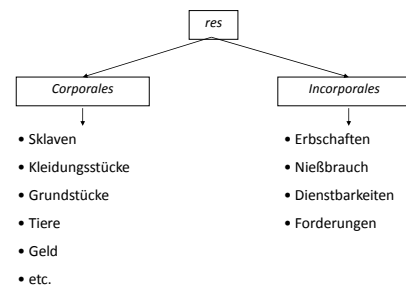 res
Corporales
Incorporales
• Sklaven
• Kleidungsstücke
• Grundstücke
• Tiere
• Geld
• etc.
• Erbschaften
• Nießbrauch
• Dienstbarkeiten
• Forderungen